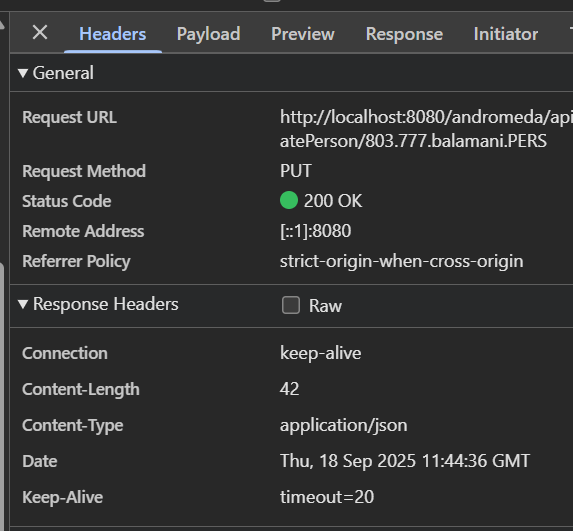 Headers Payload Preview Response Initiator
General
Request URL http://localhost:8080/andromeda/api
atePerson/803.777.balamani.PERS
Request Method PUT
Status Code 200 OK
Remote Address [::1]:8080
Referrer Policy strict-origin-when-cross-origin
Response Headers Raw
Connection keep-alive
Content-Length 42
Content-Type application/json
Date Thu, 18 Sep 2025 11:44:36 GMT
Keep-Alive timeout=20